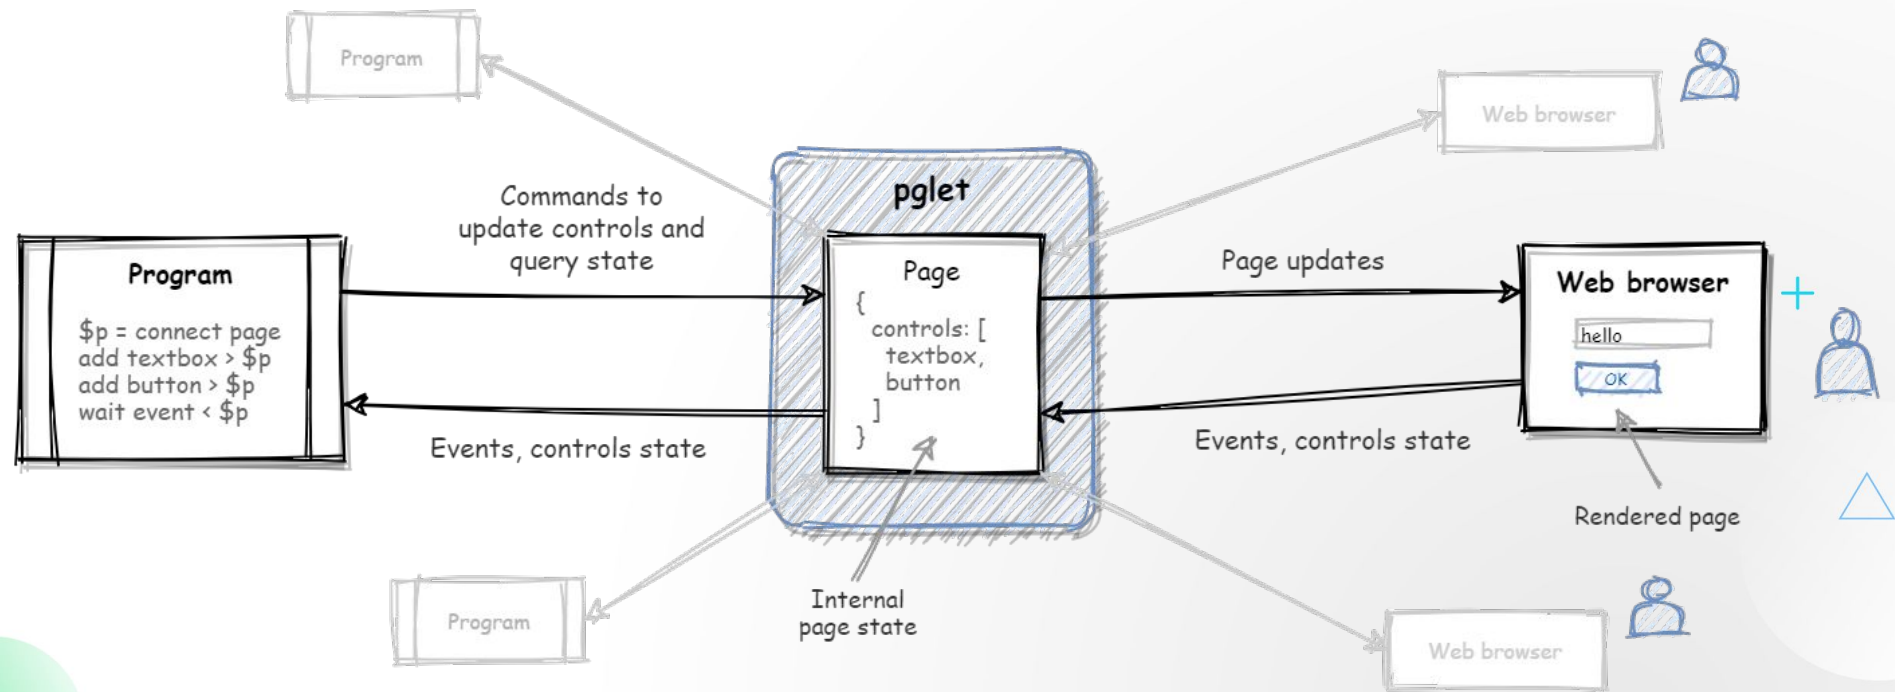 Program
Web browser
pglet
Commands to
update controls and
query state
Program
$p = connect page
add textbox > $p
add button > $p
wait event < $p
Events, controls state
Page
{
controls: [
textbox,
button
]
}
Page updates
Events, controls state
Web browser
hello
OK
Rendered page
Internal
page state
Program
Web browser